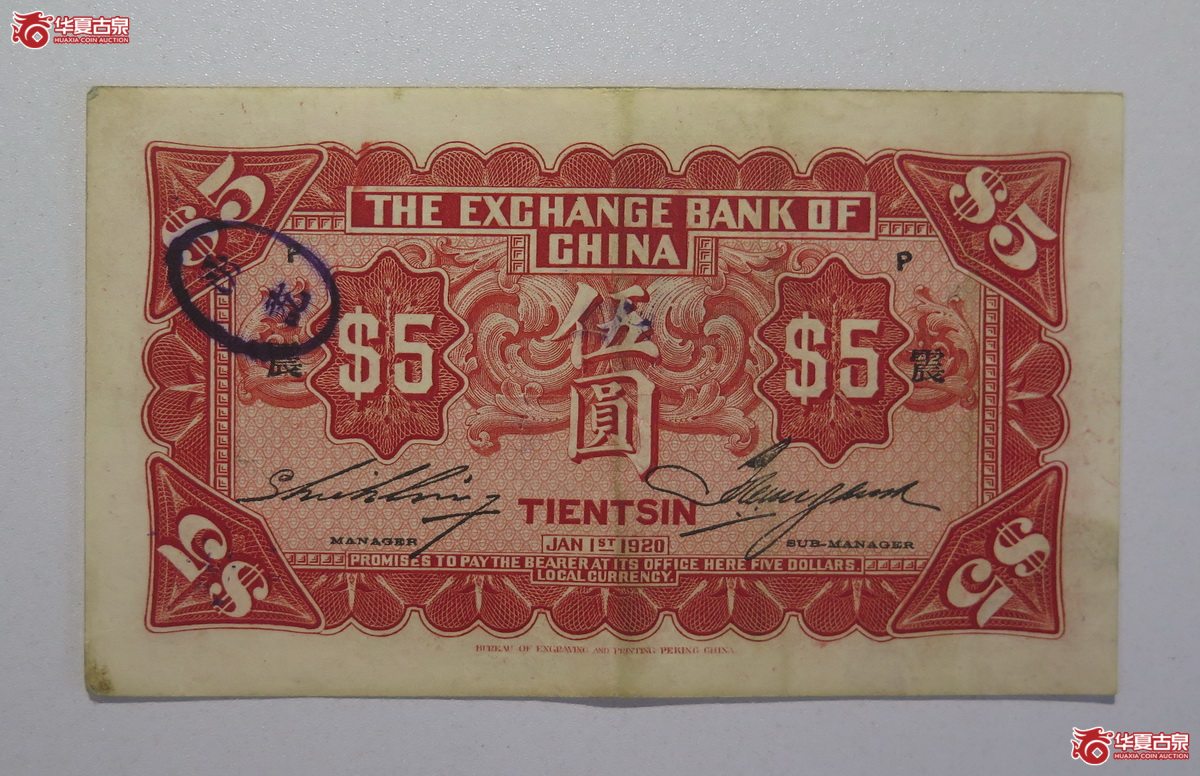 华夏古泉
HUAXIA COIN AUCTION
$5
$5
THE EXCHANGE BANK OF
CHINA
P
P
$5
伍圓
$5
震
震
TIENTSIN
MANAGER
JAN 1ST 1920
SUB-MANAGER
PROMISES TO PAY THE BEARER AT ITS OFFICE HERE FIVE DOLLARS,
LOCAL CURRENCY.
$5
$5
BUREAU OF ENGRAVING AND PRINTING PEKING CHINA.
华夏古泉
HUAXIA COIN AUCTION